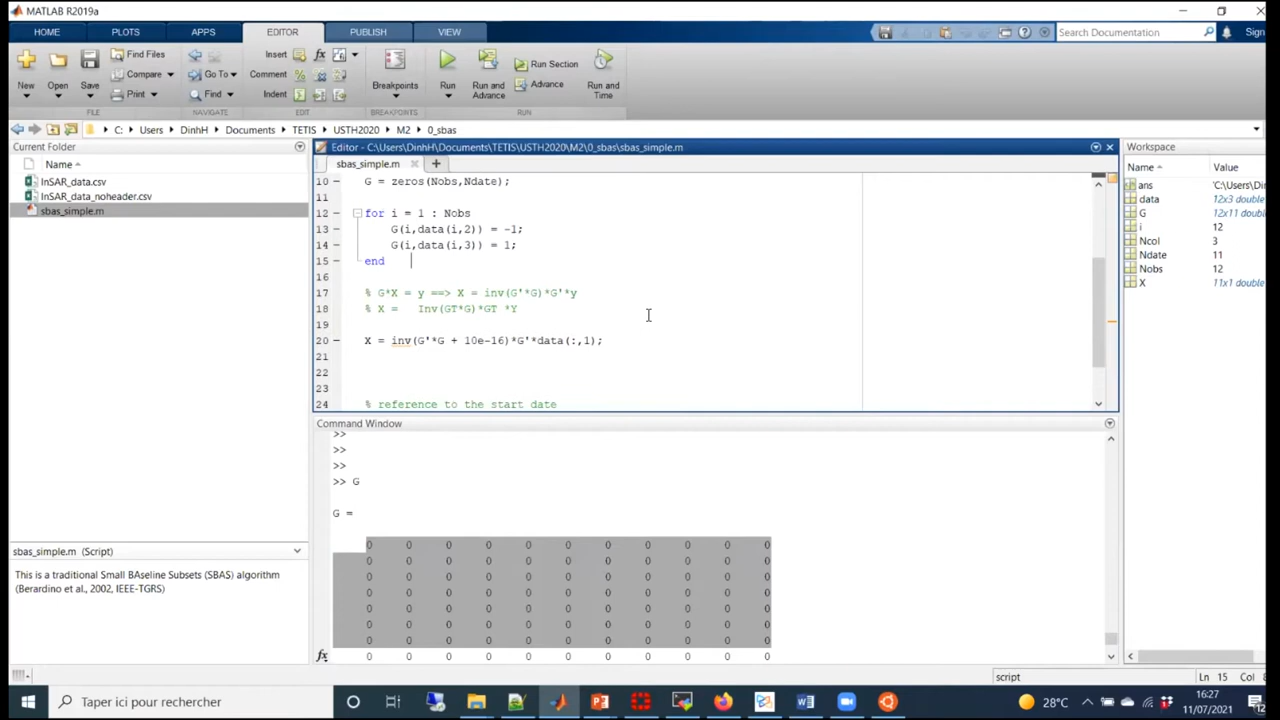 MATLAB R2019a
HOME PLOTS APPS EDITOR PUBLISH VIEW Search Documentation Sign
New Open Save Find Files Compare Print Go To Find Insert Comment Indent Breakpoints Run Run and Advance Run Section Advance Run and Time
FILE NAVIGATE EDIT BREAKPOINTS RUN
C: Users DinhH Documents TETIS USTH2020 M2 0_sbas
Current Folder
Name
InSAR_data.csv
InSAR_data_noheader.csv
sbas_simple.m
sbas_simple.m (Script)
This is a traditional Small BAseline Subsets (SBAS) algorithm
(Berardino et al., 2002, IEEE-TGRS)
Editor - C:\Users\DinhH\Documents\TETIS\USTH2020\M2\0_sbas\sbas_simple.m
sbas_simple.m
10 G = zeros(Nobs,Ndate);
11
12 for i = 1 : Nobs
13 G(i,data(i,2)) = -1;
14 G(i,data(i,3)) = 1;
15 end
16
17 % G*X = y ==> X = inv(G'*G)*G'*y
18 % X = Inv(GT*G)*GT *Y
19
20 X = inv(G'*G + 10e-16)*G'*data(:,1);
21
22
23
24 % reference to the start date
Command Window
>>
>>
>>
>> G
G =
0 0 0 0 0 0 0 0 0 0 0
0 0 0 0 0 0 0 0 0 0 0
0 0 0 0 0 0 0 0 0 0 0
0 0 0 0 0 0 0 0 0 0 0
0 0 0 0 0 0 0 0 0 0 0
0 0 0 0 0 0 0 0 0 0 0
0 0 0 0 0 0 0 0 0 0 0
fx 0 0 0 0 0 0 0 0 0 0 0
Workspace
Name Value
ans 'C:\Users\Din
data 12x3 double
G 12x11 double
i 12
Ncol 3
Ndate 11
Nobs 12
X 11x1 double
script Ln 15 Col
Taper ici pour rechercher
28°C
16:27
11/07/2021